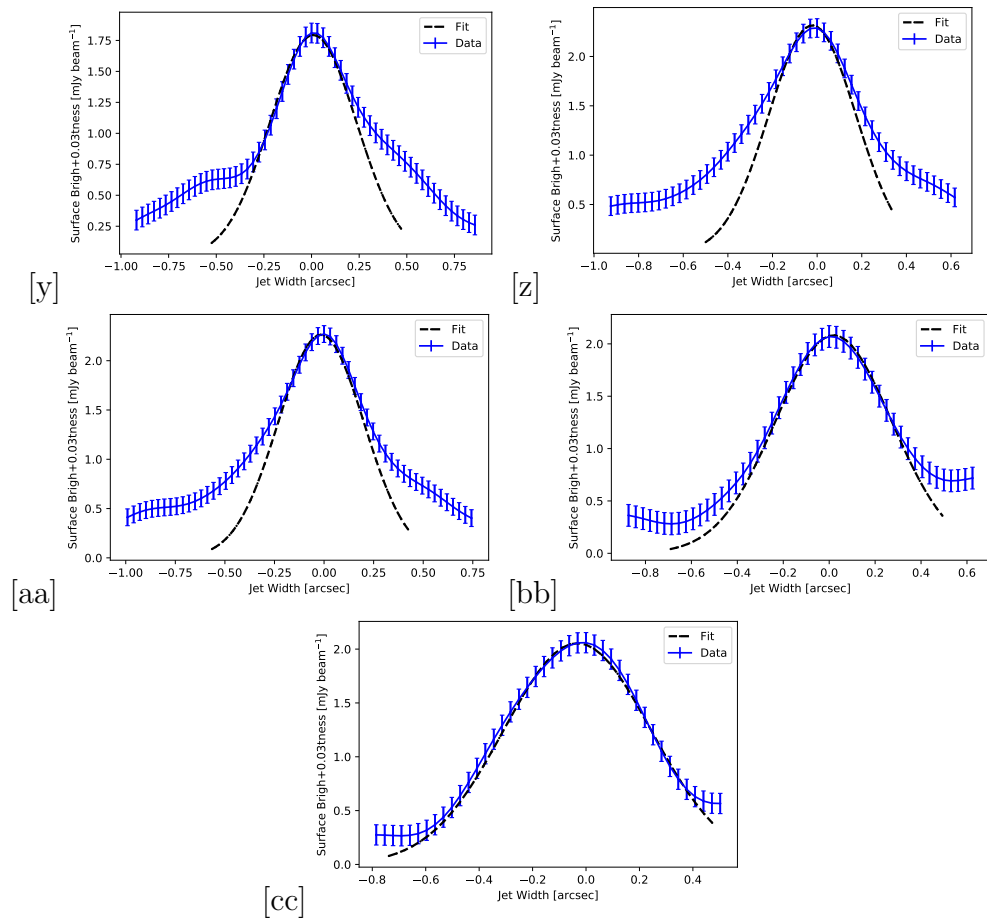 Surface Brigh+0.03tness [mJy beam⁻¹]
1.75
1.50
1.25
1.00
0.75
0.50
0.25
Fit
Data
−1.00 −0.75 −0.50 −0.25 0.00 0.25 0.50 0.75
Jet Width [arcsec]
[y]
Surface Brigh+0.03tness [mJy beam⁻¹]
2.5
2.0
1.5
1.0
0.5
Fit
Data
−1.0 −0.8 −0.6 −0.4 −0.2 0.0 0.2 0.4 0.6
Jet Width [arcsec]
[z]
Surface Brigh+0.03tness [mJy beam⁻¹]
2.0
1.5
1.0
0.5
0.0
Fit
Data
−1.00 −0.75 −0.50 −0.25 0.00 0.25 0.50 0.75
Jet Width [arcsec]
[aa]
Surface Brigh+0.03tness [mJy beam⁻¹]
2.0
1.5
1.0
0.5
0.0
Fit
Data
−0.8 −0.6 −0.4 −0.2 0.0 0.2 0.4 0.6
Jet Width [arcsec]
[bb]
Surface Brigh+0.03tness [mJy beam⁻¹]
2.0
1.5
1.0
0.5
0.0
Fit
Data
−0.8 −0.6 −0.4 −0.2 0.0 0.2 0.4
Jet Width [arcsec]
[cc]